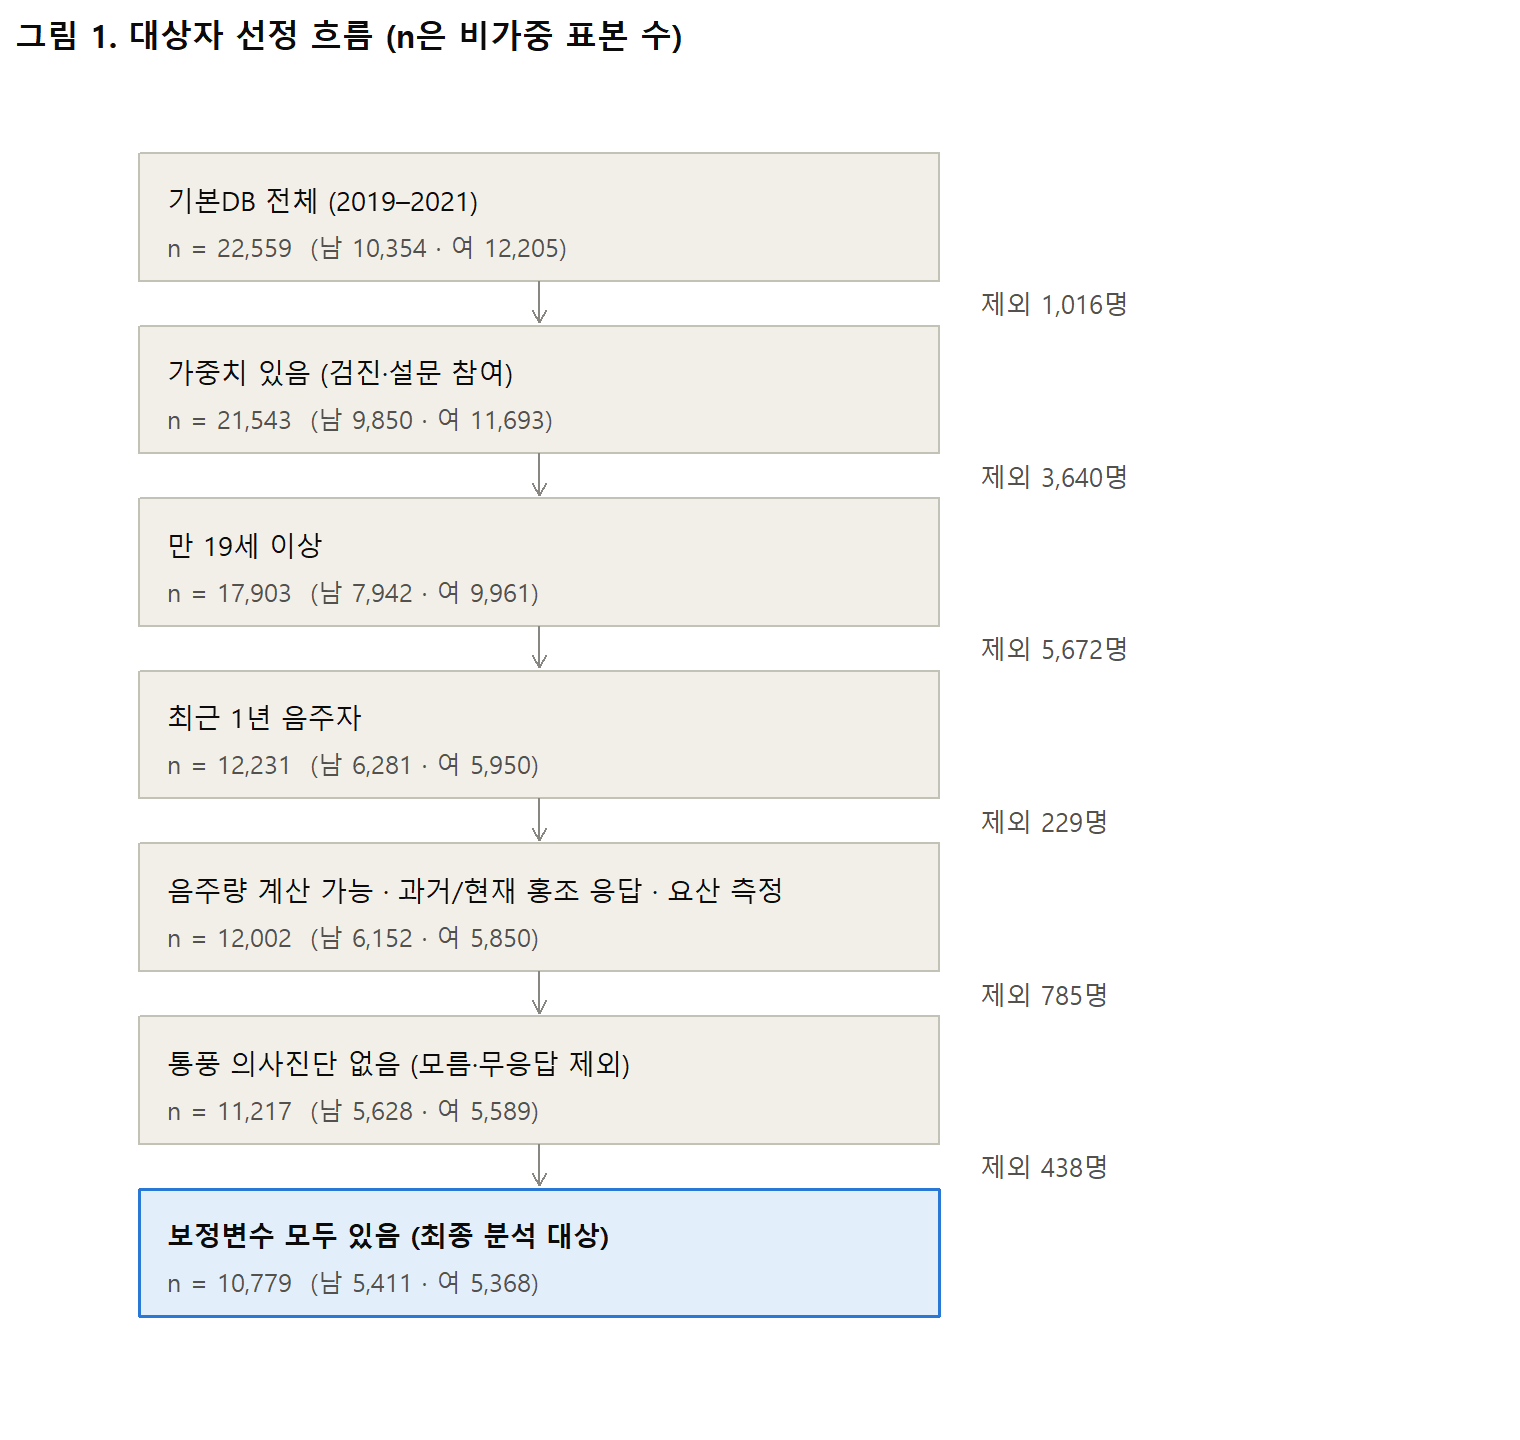 그림 1. 대상자 선정 흐름 (n은 비가중 표본 수)
기본DB 전체 (2019–2021)
n = 22,559 (남 10,354 · 여 12,205)
제외 1,016명
가중치 있음 (검진·설문 참여)
n = 21,543 (남 9,850 · 여 11,693)
제외 3,640명
만 19세 이상
n = 17,903 (남 7,942 · 여 9,961)
제외 5,672명
최근 1년 음주자
n = 12,231 (남 6,281 · 여 5,950)
제외 229명
음주량 계산 가능 · 과거/현재 홍조 응답 · 요산 측정
n = 12,002 (남 6,152 · 여 5,850)
제외 785명
통풍 의사진단 없음 (모름·무응답 제외)
n = 11,217 (남 5,628 · 여 5,589)
제외 438명
보정변수 모두 있음 (최종 분석 대상)
n = 10,779 (남 5,411 · 여 5,368)